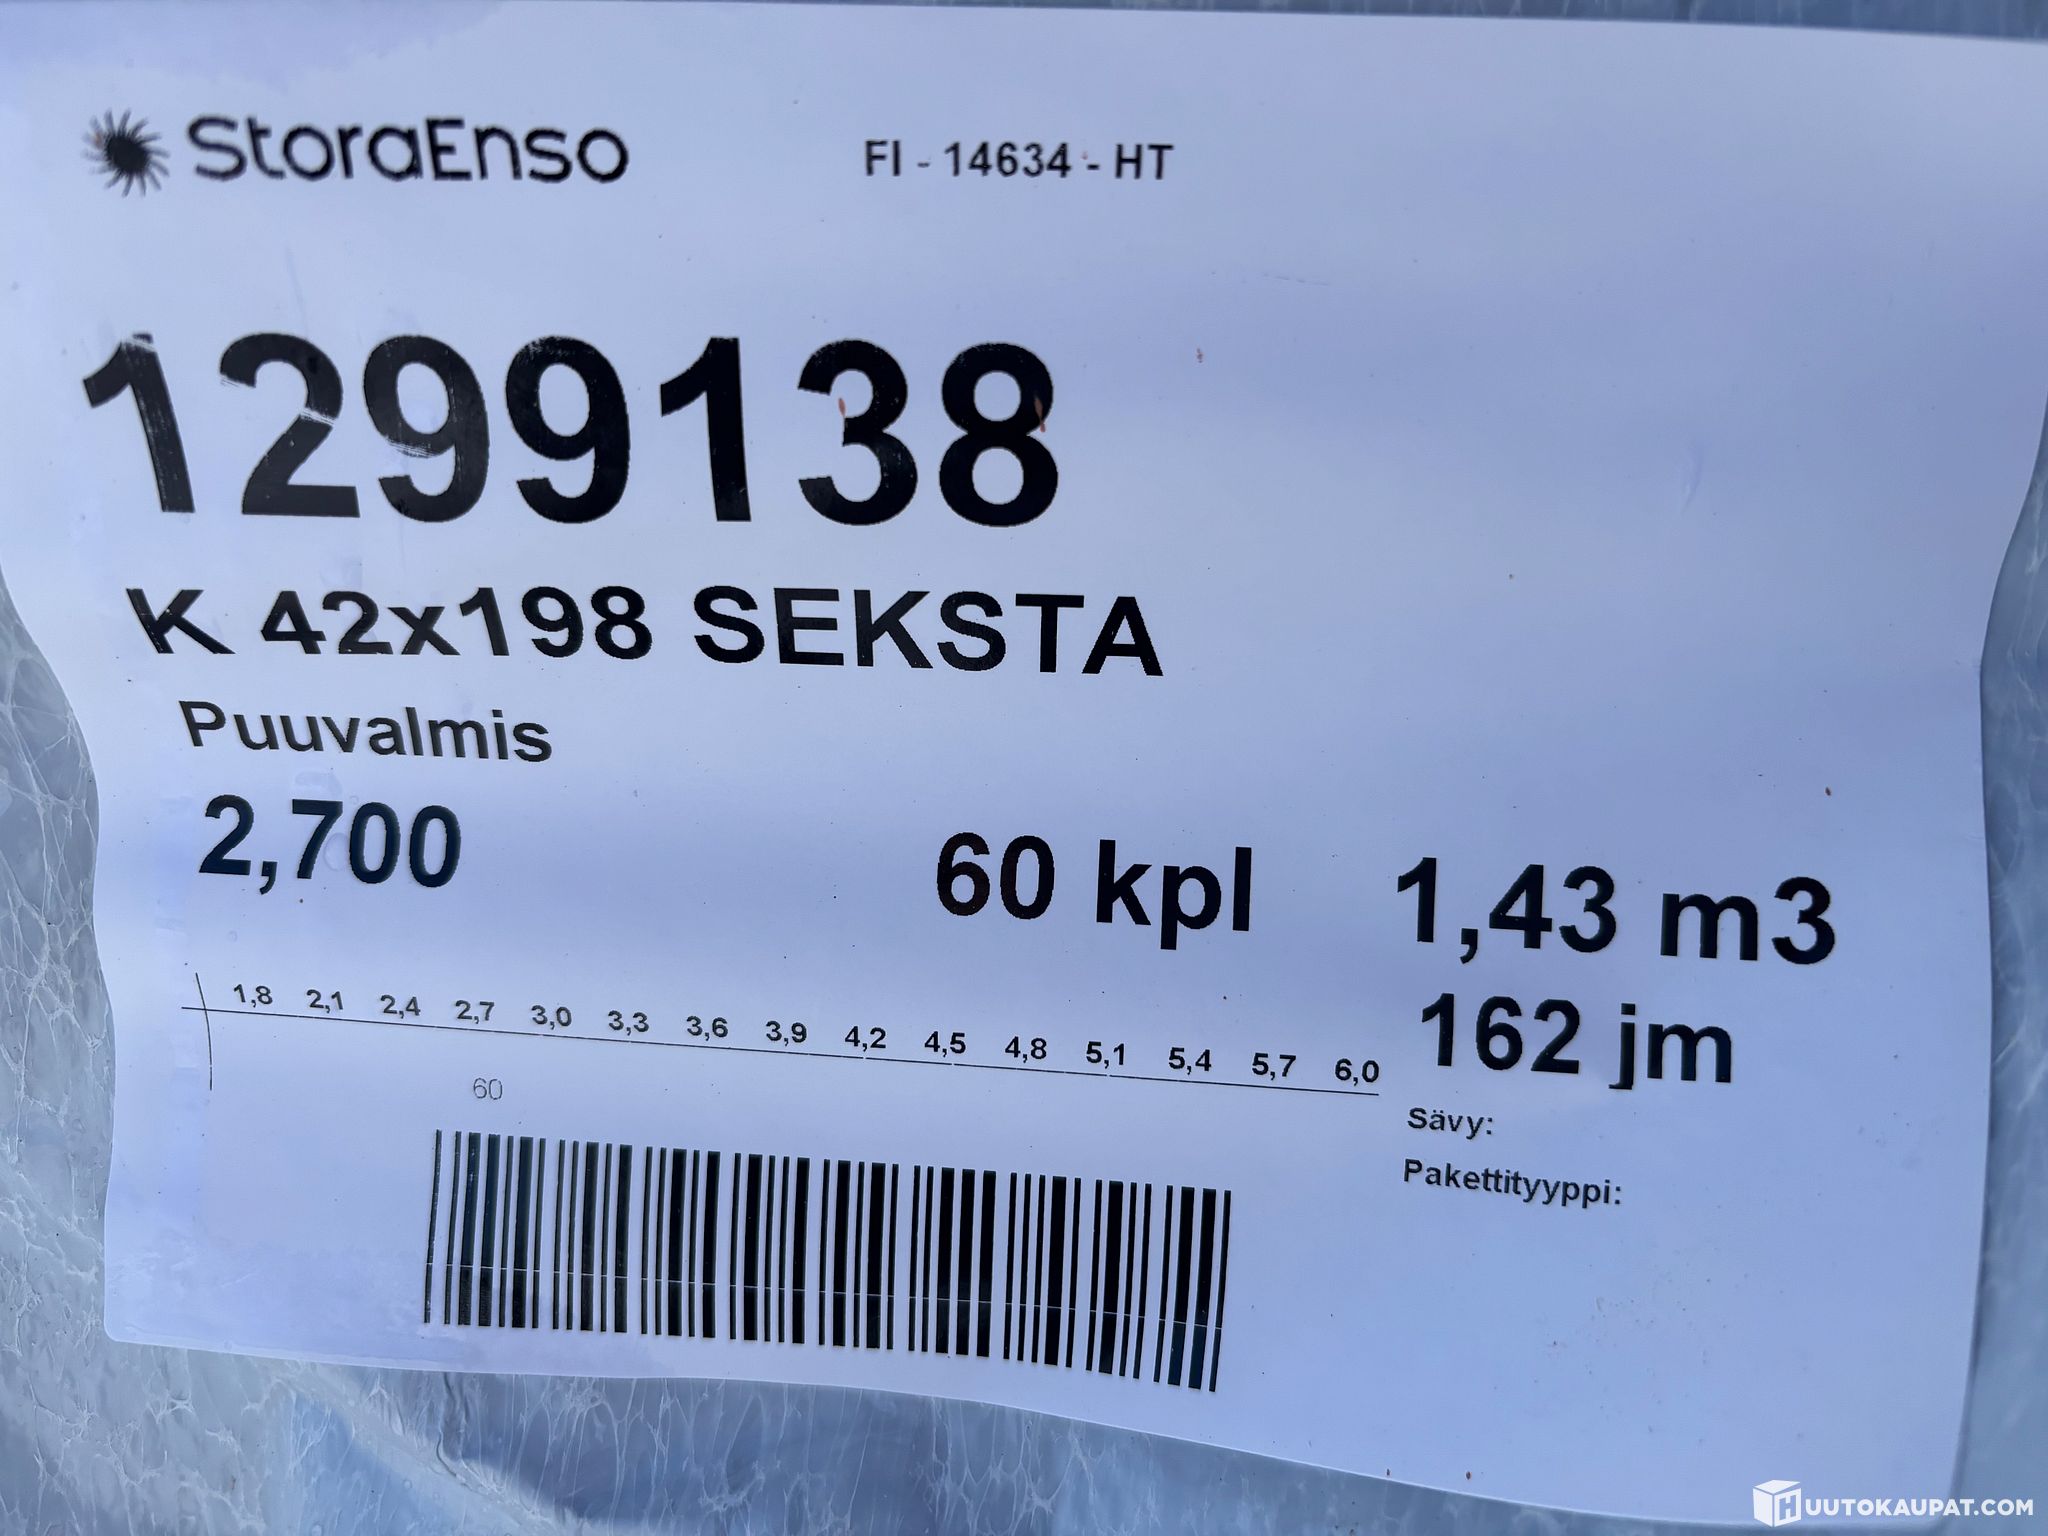 StoraEnso
FI - 14634 - HT
1299138
K 42x198 SEKSTA
Puuvalmis
2,700 60 kpl 1,43 m3
162 jm
1,8 2,1 2,4 2,7 3,0 3,3 3,6 3,9 4,2 4,5 4,8 5,1 5,4 5,7 6,0
60
Sävy:
Pakettityyppi:
HUUTOKAUPAT.COM